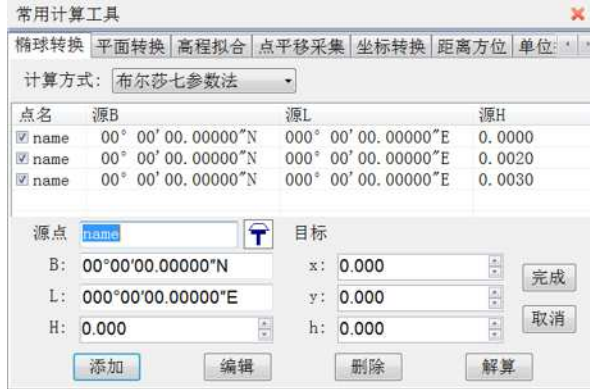 常用计算工具
椭球转换 平面转换 高程拟合 点平移采集 坐标转换 距离方位 单位
计算方式: 布尔莎七参数法
点名 源B 源L 源H
name 00° 00′00.00000″N 000° 00′00.00000″E 0.0000
name 00° 00′00.00000″N 000° 00′00.00000″E 0.0020
name 00° 00′00.00000″N 000° 00′00.00000″E 0.0030
源点 name 目标
B: 00°00′00.00000″N x: 0.000
完成
L: 000°00′00.00000″E y: 0.000
取消
H: 0.000 h: 0.000
添加 编辑 删除 解算